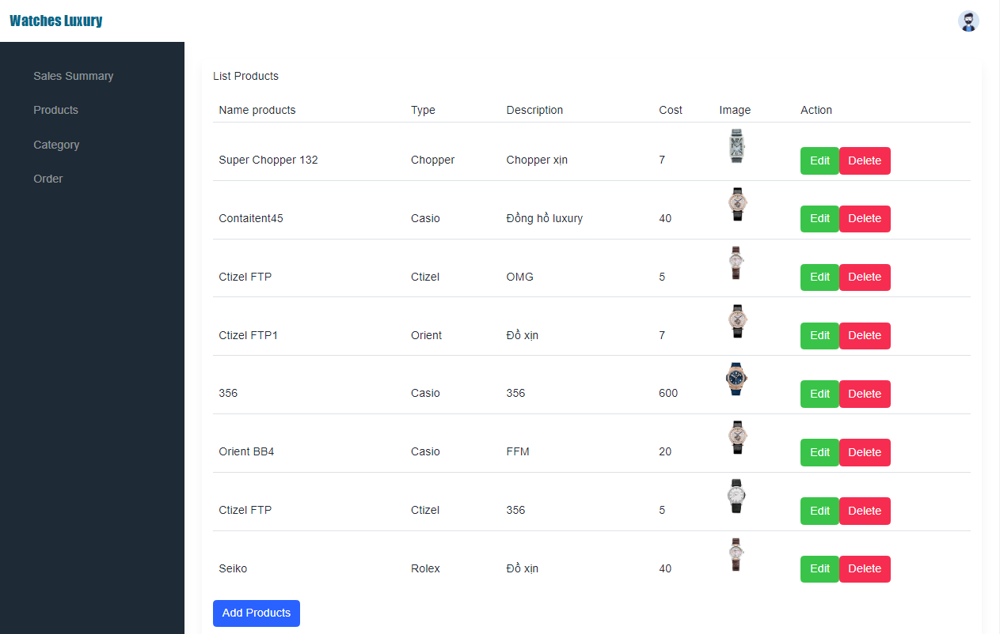 Watches Luxury
Sales Summary
Products
Category
Order
List Products
Name products Type Description Cost Image Action
Super Chopper 132 Chopper Chopper xịn 7 Edit Delete
Contaitent45 Casio Đồng hồ luxury 40 Edit Delete
Ctizel FTP Ctizel OMG 5 Edit Delete
Ctizel FTP1 Orient Đồ xịn 7 Edit Delete
356 Casio 356 600 Edit Delete
Orient BB4 Casio FFM 20 Edit Delete
Ctizel FTP Ctizel 356 5 Edit Delete
Seiko Rolex Đồ xịn 40 Edit Delete
Add Products